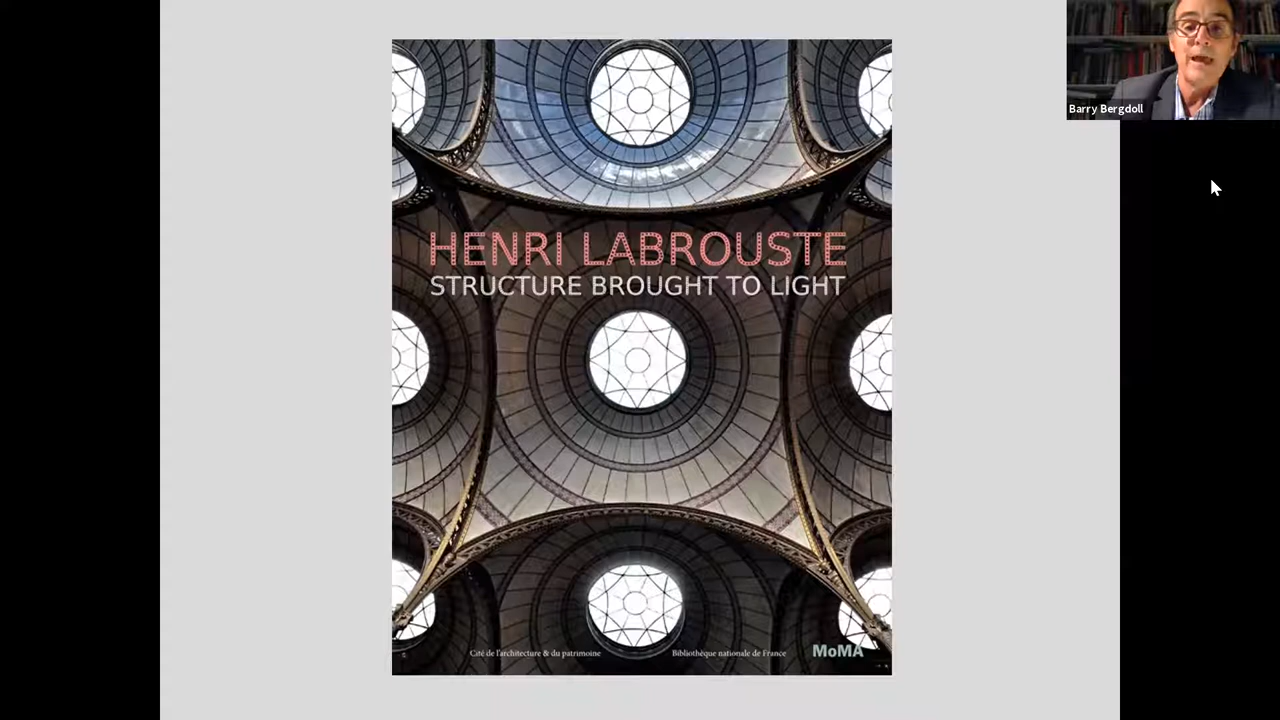 Barry Bergdoll
HENRI LABROUSTE
STRUCTURE BROUGHT TO LIGHT
Cité de l'architecture & du patrimoine
Bibliothèque nationale de France
MoMA